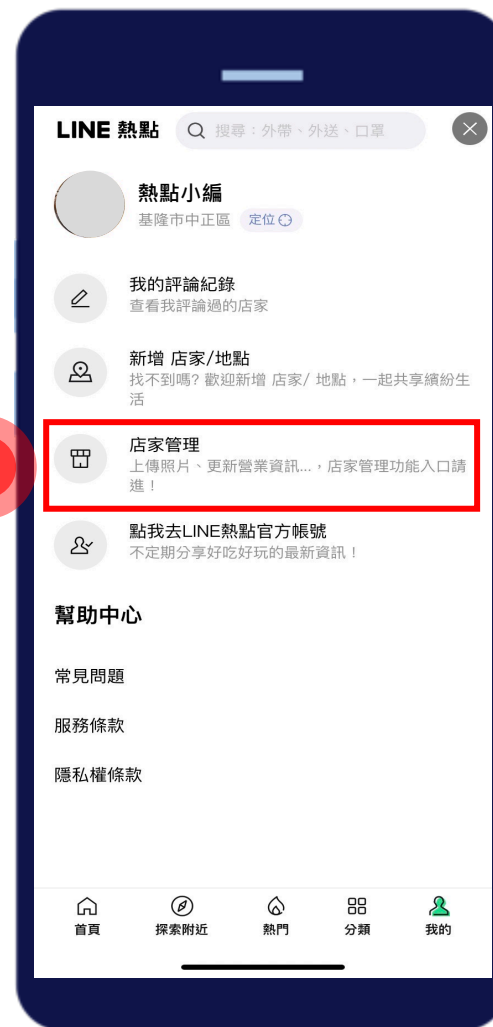 LINE 熱點
搜尋：外帶、外送、口罩
熱點小編
基隆市中正區 定位
我的評論紀錄
查看我評論過的店家
新增 店家/地點
找不到嗎? 歡迎新增 店家/ 地點，一起共享繽紛生
活
店家管理
上傳照片、更新營業資訊...，店家管理功能入口請
進！
點我去LINE熱點官方帳號
不定期分享好吃好玩的最新資訊！
幫助中心
常見問題
服務條款
隱私權條款
首頁 探索附近 熱門 分類 我的